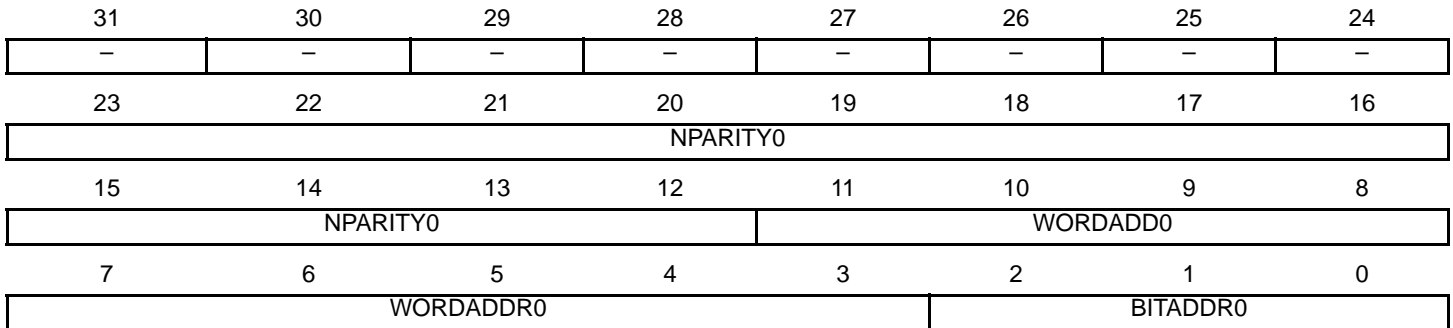 31 30 29 28 27 26 25 24
– – – – – – – –
23 22 21 20 19 18 17 16
NPARITY0
15 14 13 12 11 10 9 8
NPARITY0 WORDADD0
7 6 5 4 3 2 1 0
WORDADDR0 BITADDR0